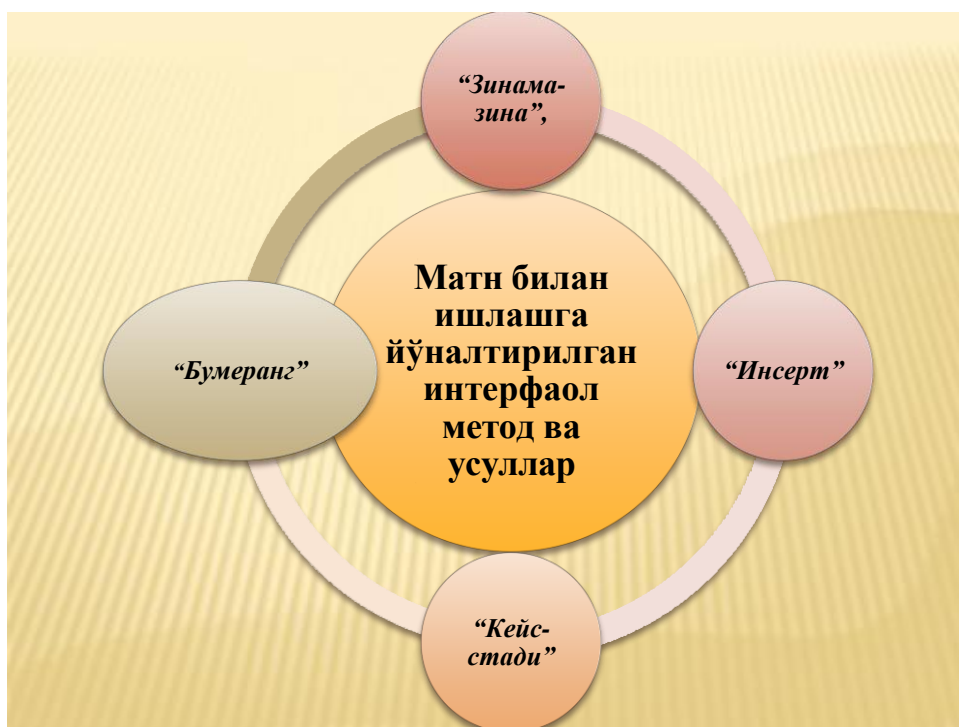 “Зинама-
зина”,
Матн билан
ишлашга
йўналтирилган
интерфаол
метод ва
усуллар
“Бумеранг”
“Инсерт”
“Кейс-
стади”